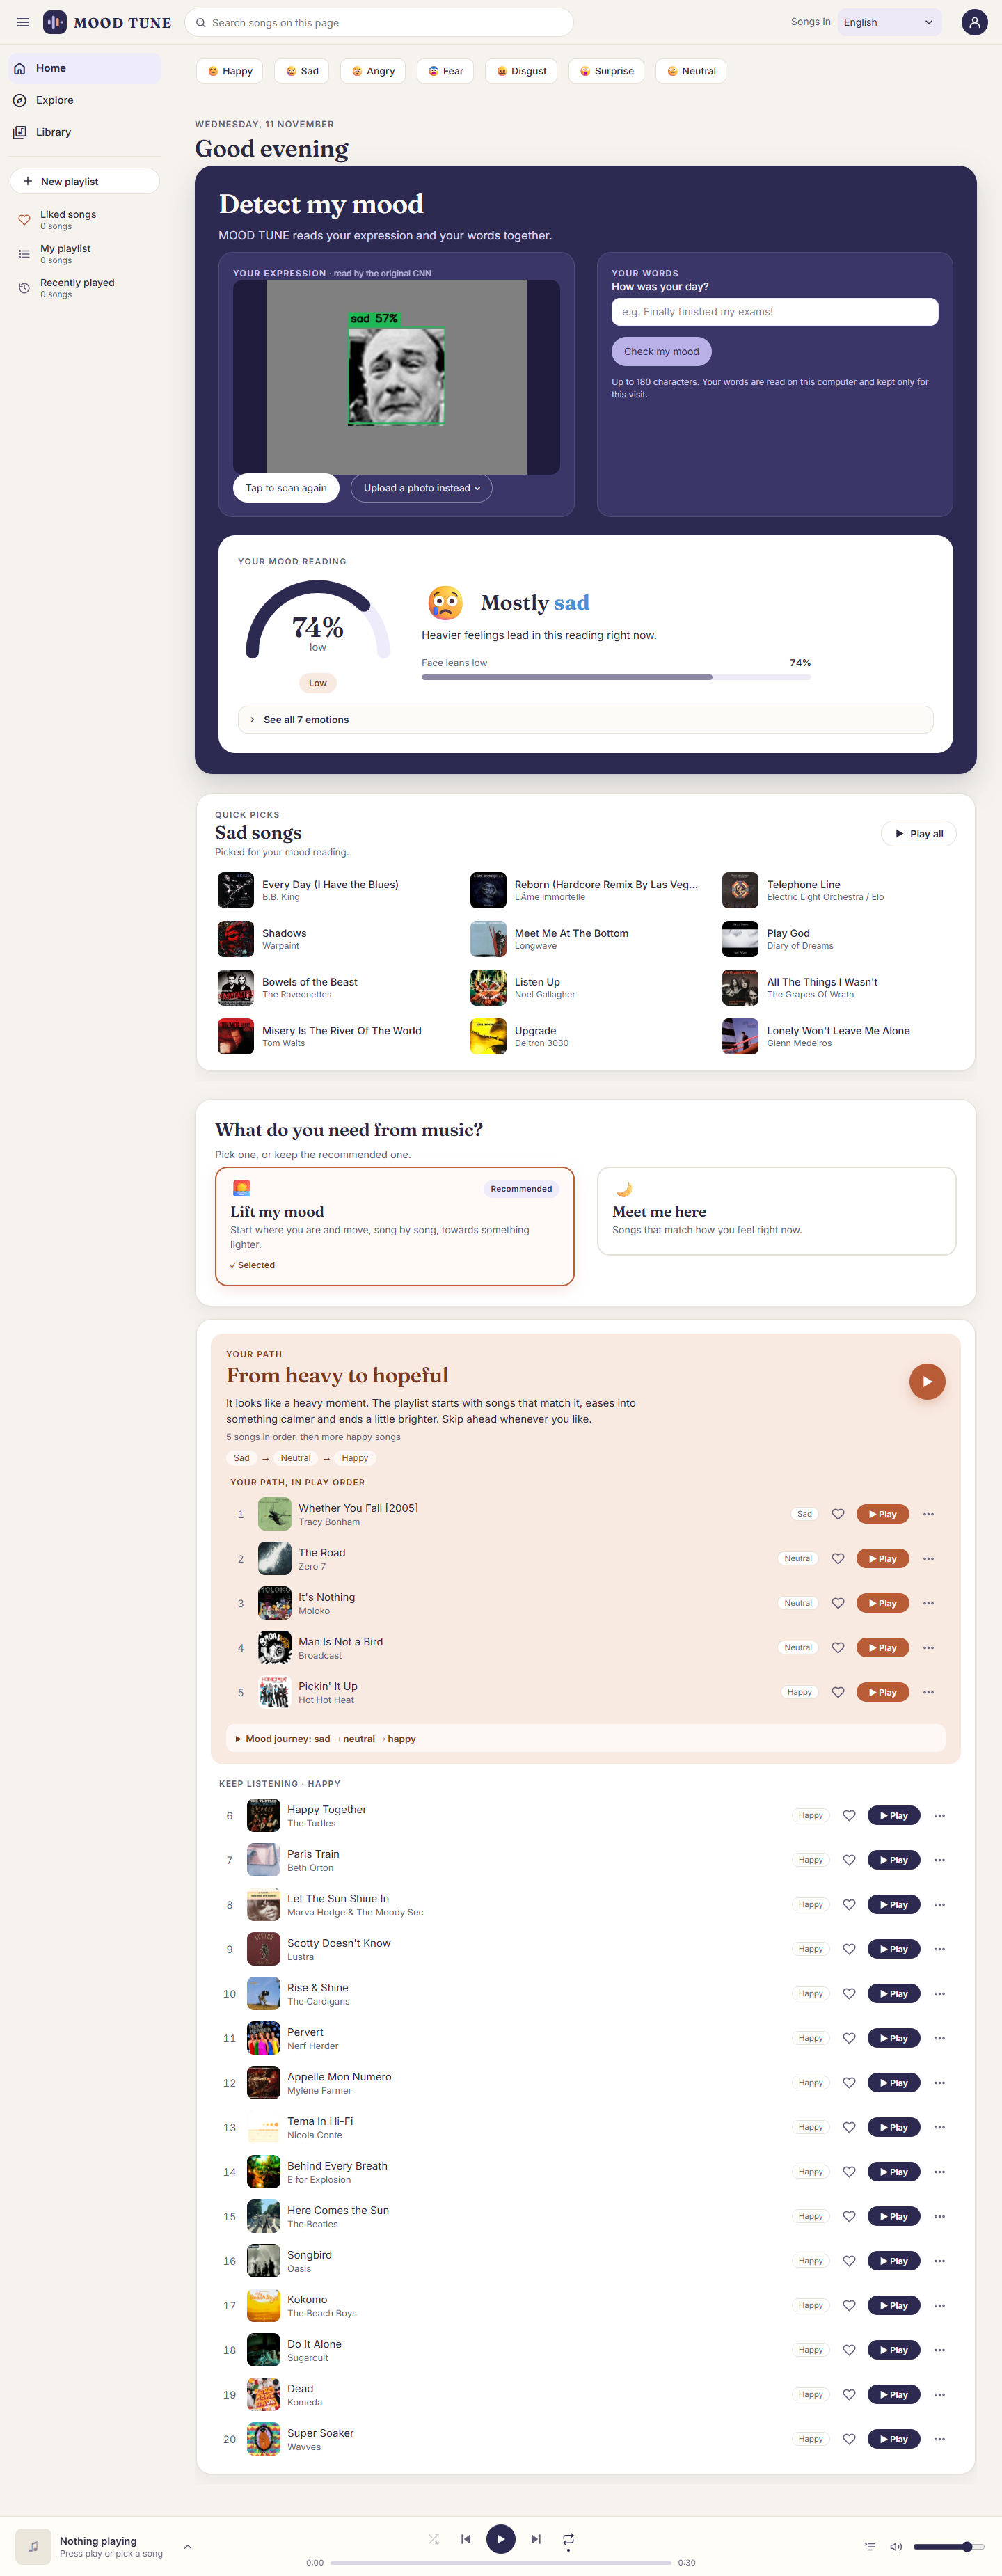 MOOD TUNE
Search songs on this page
Songs in
English
Home
Explore
Library
New playlist
Liked songs
0 songs
My playlist
0 songs
Recently played
0 songs
Happy
Sad
Angry
Fear
Disgust
Surprise
Neutral
WEDNESDAY, 11 NOVEMBER
Good evening
Detect my mood
MOOD TUNE reads your expression and your words together.
YOUR EXPRESSION · read by the original CNN
sad 57%
Tap to scan again
Upload a photo instead
YOUR WORDS
How was your day?
e.g. Finally finished my exams!
Check my mood
Up to 180 characters. Your words are read on this computer and kept only for
this visit.
YOUR MOOD READING
74%
low
Low
Mostly sad
Heavier feelings lead in this reading right now.
Face leans low 74%
See all 7 emotions
QUICK PICKS
Sad songs
Picked for your mood reading.
Play all
Every Day (I Have the Blues)
B.B. King
Reborn (Hardcore Remix By Las Veg...
L'Âme Immortelle
Telephone Line
Electric Light Orchestra / Elo
Shadows
Warpaint
Meet Me At The Bottom
Longwave
Play God
Diary of Dreams
Bowels of the Beast
The Raveonettes
Listen Up
Noel Gallagher
All The Things I Wasn't
The Grapes Of Wrath
Misery Is The River Of The World
Tom Waits
Upgrade
Deltron 3030
Lonely Won't Leave Me Alone
Glenn Medeiros
What do you need from music?
Pick one, or keep the recommended one.
Recommended
Lift my mood
Start where you are and move, song by song, towards something
lighter.
✓ Selected
Meet me here
Songs that match how you feel right now.
YOUR PATH
From heavy to hopeful
It looks like a heavy moment. The playlist starts with songs that match it, eases into
something calmer and ends a little brighter. Skip ahead whenever you like.
5 songs in order, then more happy songs
Sad → Neutral → Happy
YOUR PATH, IN PLAY ORDER
1 Whether You Fall [2005] Sad Play
Tracy Bonham
2 The Road Neutral Play
Zero 7
3 It's Nothing Neutral Play
Moloko
4 Man Is Not a Bird Neutral Play
Broadcast
5 Pickin' It Up Happy Play
Hot Hot Heat
Mood journey: sad → neutral → happy
KEEP LISTENING · HAPPY
6 Happy Together Happy Play
The Turtles
7 Paris Train Happy Play
Beth Orton
8 Let The Sun Shine In Happy Play
Marva Hodge & The Moody Sec
9 Scotty Doesn't Know Happy Play
Lustra
10 Rise & Shine Happy Play
The Cardigans
11 Pervert Happy Play
Nerf Herder
12 Appelle Mon Numéro Happy Play
Mylène Farmer
13 Tema In Hi-Fi Happy Play
Nicola Conte
14 Behind Every Breath Happy Play
E for Explosion
15 Here Comes the Sun Happy Play
The Beatles
16 Songbird Happy Play
Oasis
17 Kokomo Happy Play
The Beach Boys
18 Do It Alone Happy Play
Sugarcult
19 Dead Happy Play
Komeda
20 Super Soaker Happy Play
Wavves
Nothing playing
Press play or pick a song
0:00
0:30